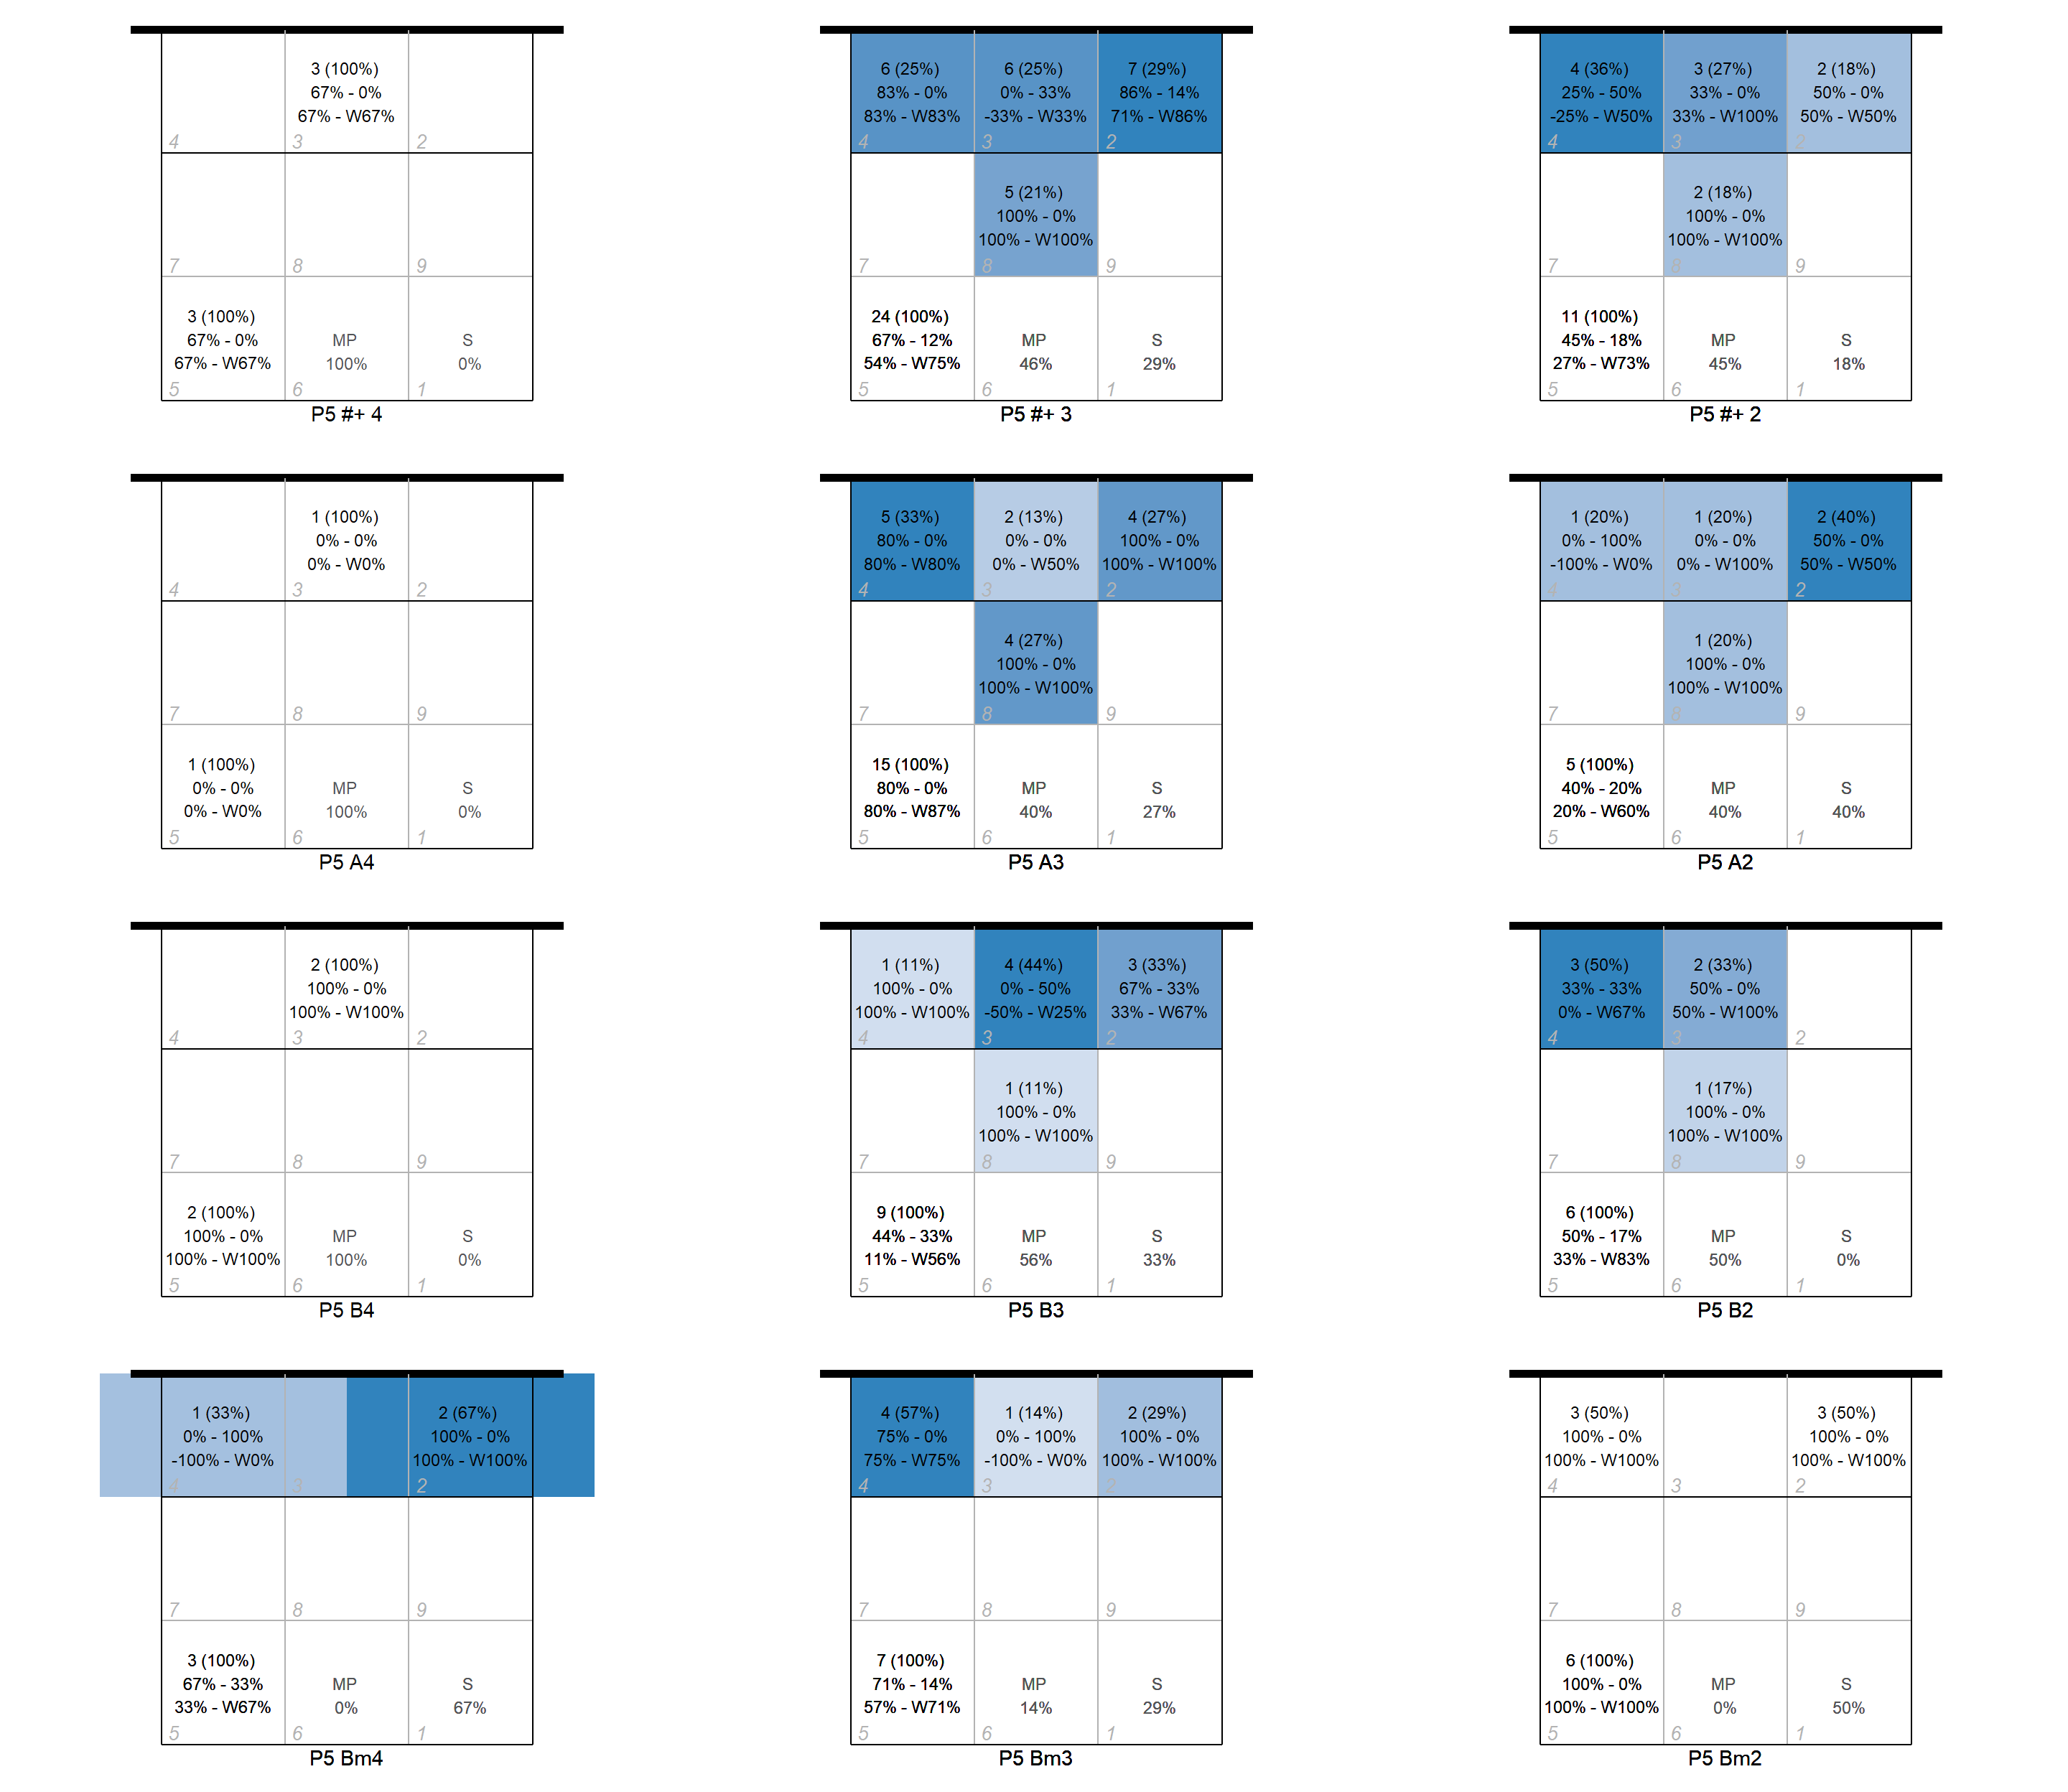 3 (100%)
67% - 0%
67% - W67%
4
3
2
7
8
9
3 (100%)
67% - 0%
67% - W67%
MP
100%
S
0%
5
6
1
P5 #+ 4
6 (25%)
83% - 0%
83% - W83%
6 (25%)
0% - 33%
-33% - W33%
7 (29%)
86% - 14%
71% - W86%
4
3
2
5 (21%)
100% - 0%
100% - W100%
7
8
9
24 (100%)
67% - 12%
54% - W75%
MP
46%
S
29%
5
6
1
P5 #+ 3
4 (36%)
25% - 50%
-25% - W50%
3 (27%)
33% - 0%
33% - W100%
2 (18%)
50% - 0%
50% - W50%
4
3
2
2 (18%)
100% - 0%
100% - W100%
7
8
9
11 (100%)
45% - 18%
27% - W73%
MP
45%
S
18%
5
6
1
P5 #+ 2
1 (100%)
0% - 0%
0% - W0%
4
3
2
7
8
9
1 (100%)
0% - 0%
0% - W0%
MP
100%
S
0%
5
6
1
P5 A4
5 (33%)
80% - 0%
80% - W80%
2 (13%)
0% - 0%
0% - W50%
4 (27%)
100% - 0%
100% - W100%
4
3
2
4 (27%)
100% - 0%
100% - W100%
7
8
9
15 (100%)
80% - 0%
80% - W87%
MP
40%
S
27%
5
6
1
P5 A3
1 (20%)
0% - 100%
-100% - W0%
1 (20%)
0% - 0%
0% - W100%
2 (40%)
50% - 0%
50% - W50%
4
3
2
1 (20%)
100% - 0%
100% - W100%
7
8
9
5 (100%)
40% - 20%
20% - W60%
MP
40%
S
40%
5
6
1
P5 A2
2 (100%)
100% - 0%
100% - W100%
4
3
2
7
8
9
2 (100%)
100% - 0%
100% - W100%
MP
100%
S
0%
5
6
1
P5 B4
1 (11%)
100% - 0%
100% - W100%
4 (44%)
0% - 50%
-50% - W25%
3 (33%)
67% - 33%
33% - W67%
4
3
2
1 (11%)
100% - 0%
100% - W100%
7
8
9
9 (100%)
44% - 33%
11% - W56%
MP
56%
S
33%
5
6
1
P5 B3
3 (50%)
33% - 33%
0% - W67%
2 (33%)
50% - 0%
50% - W100%
4
3
2
1 (17%)
100% - 0%
100% - W100%
7
8
9
6 (100%)
50% - 17%
33% - W83%
MP
50%
S
0%
5
6
1
P5 B2
1 (33%)
0% - 100%
-100% - W0%
2 (67%)
100% - 0%
100% - W100%
4
3
2
7
8
9
3 (100%)
67% - 33%
33% - W67%
MP
0%
S
67%
5
6
1
P5 Bm4
4 (57%)
75% - 0%
75% - W75%
1 (14%)
0% - 100%
-100% - W0%
2 (29%)
100% - 0%
100% - W100%
4
3
2
7
8
9
7 (100%)
71% - 14%
57% - W71%
MP
14%
S
29%
5
6
1
P5 Bm3
3 (50%)
100% - 0%
100% - W100%
3 (50%)
100% - 0%
100% - W100%
4
3
2
7
8
9
6 (100%)
100% - 0%
100% - W100%
MP
0%
S
50%
5
6
1
P5 Bm2